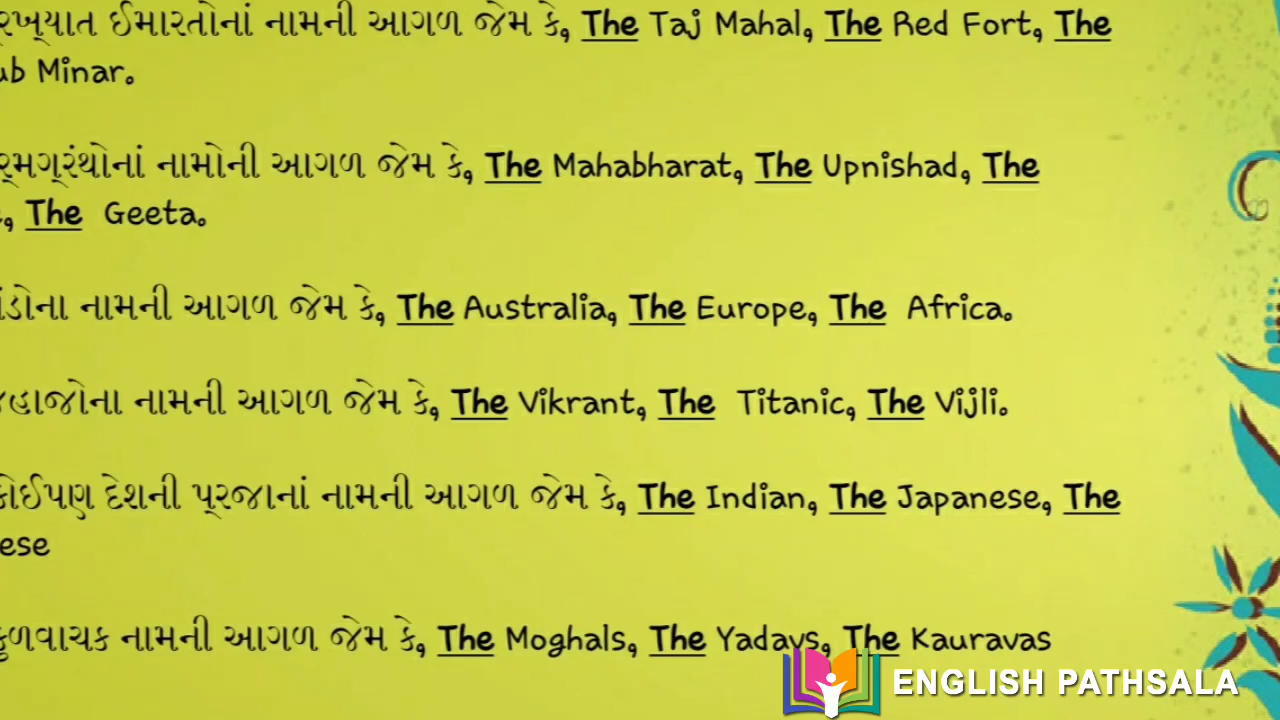 રખ્યાત ઈમારતોનાં નામની આગળ જેમ કે, The Taj Mahal, The Red Fort, The
ub Minar.
ર્મગ્રંથોનાં નામોની આગળ જેમ કે, The Mahabharat, The Upnishad, The
, The Geeta.
ંડોના નામની આગળ જેમ કે, The Australia, The Europe, The Africa.
જહાજોના નામની આગળ જેમ કે, The Vikrant, The Titanic, The Vijli.
કોઈપણ દેશની પ્રજાનાં નામની આગળ જેમ કે, The Indian, The Japanese, The
ese
કુળવાચક નામની આગળ જેમ કે, The Moghals, The Yadavs, The Kauravas
ENGLISH PATHSALA